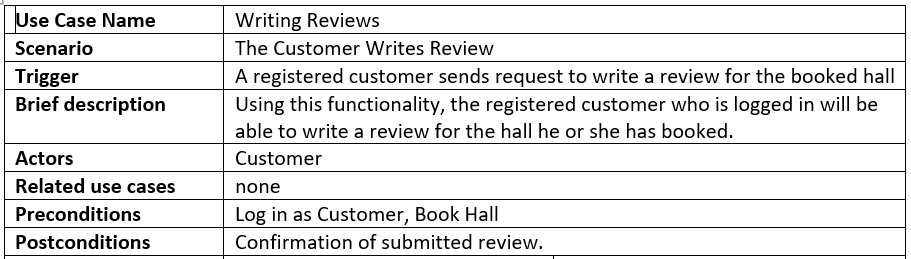 Use Case Name Writing Reviews
Scenario The Customer Writes Review
Trigger A registered customer sends request to write a review for the booked hall
Brief description Using this functionality, the registered customer who is logged in will be
able to write a review for the hall he or she has booked.
Actors Customer
Related use cases none
Preconditions Log in as Customer, Book Hall
Postconditions Confirmation of submitted review.